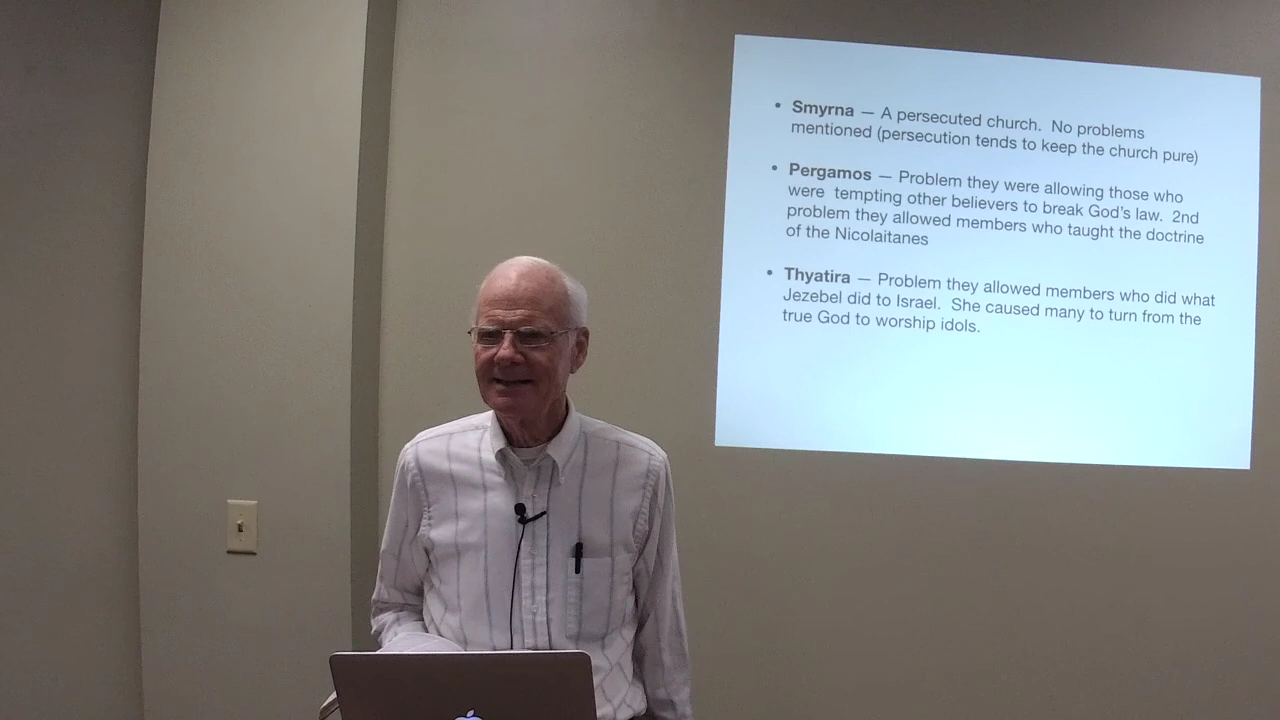 • Smyrna — A persecuted church.  No problems
mentioned (persecution tends to keep the church pure)
• Pergamos — Problem they were allowing those who
were  tempting other believers to break God's law.  2nd
problem they allowed members who taught the doctrine
of the Nicolaitanes
• Thyatira — Problem they allowed members who did what
Jezebel did to Israel.  She caused many to turn from the
true God to worship idols.